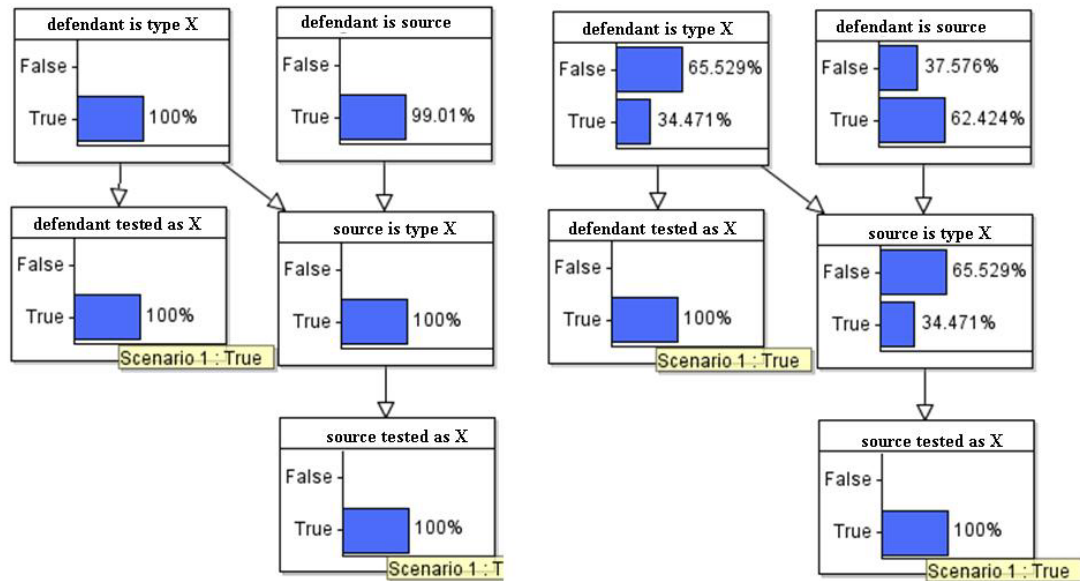 defendant is type X
False
True
100%
defendant is source
False
True
99.01%
defendant tested as X
False
True
100%
Scenario 1 : True
source is type X
False
True
100%
source tested as X
False
True
100%
Scenario 1 : T
defendant is type X
False
65.529%
True
34.471%
defendant is source
False
37.576%
True
62.424%
defendant tested as X
False
True
100%
Scenario 1 : True
source is type X
False
65.529%
True
34.471%
source tested as X
False
True
100%
Scenario 1 : True